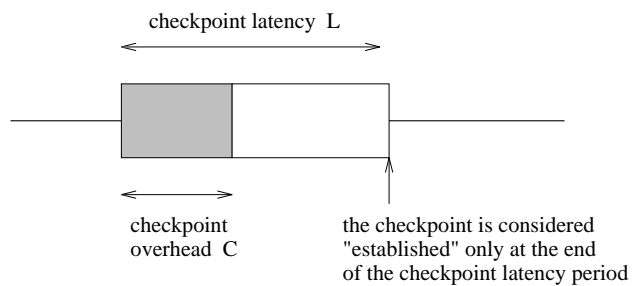 checkpoint latency L
checkpoint
overhead C
the checkpoint is considered
"established" only at the end
of the checkpoint latency period